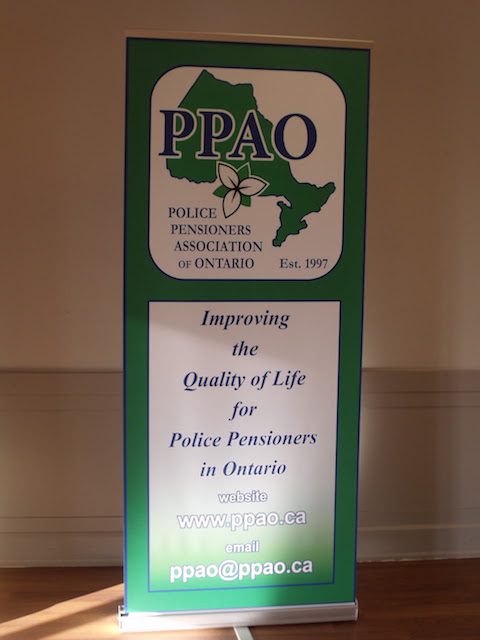 PPAO
POLICE
PENSIONERS
ASSOCIATION
OF ONTARIO
Est. 1997
Improving
the
Quality of Life
for
Police Pensioners
in Ontario
website
www.ppao.ca
email
ppao@ppao.ca